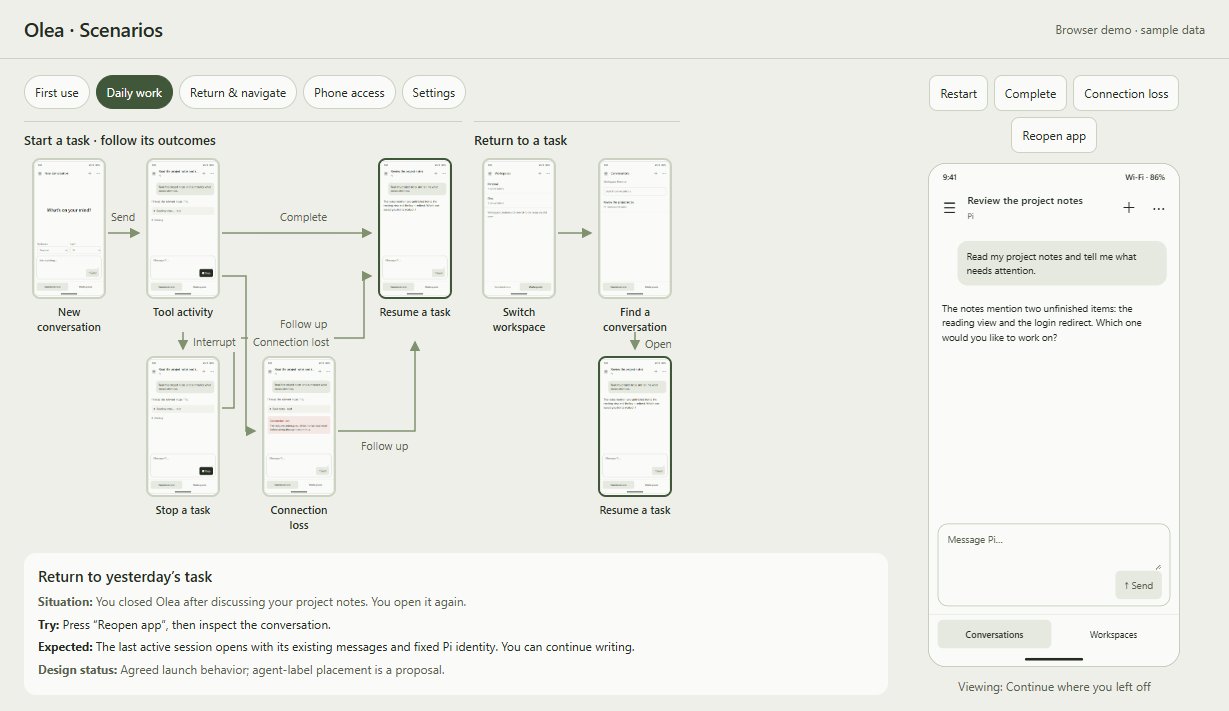 Olea · Scenarios
Browser demo · sample data
First use
Daily work
Return & navigate
Phone access
Settings
Restart
Complete
Connection loss
Reopen app
Start a task · follow its outcomes
Return to a task
What's on your mind?
Send
Complete
New
conversation
Tool activity
Resume a task
Switch
workspace
Find a
conversation
Interrupt
Follow up
Connection lost
Open
Follow up
Stop a task
Connection
loss
Resume a task
Return to yesterday’s task
Situation: You closed Olea after discussing your project notes. You open it again.
Try: Press “Reopen app”, then inspect the conversation.
Expected: The last active session opens with its existing messages and fixed Pi identity. You can continue writing.
Design status: Agreed launch behavior; agent-label placement is a proposal.
9:41
Wi-Fi · 86%
Review the project notes
Pi
Read my project notes and tell me what
needs attention.
The notes mention two unfinished items: the
reading view and the login redirect. Which one
would you like to work on?
Message Pi...
↑ Send
Conversations
Workspaces
Viewing: Continue where you left off